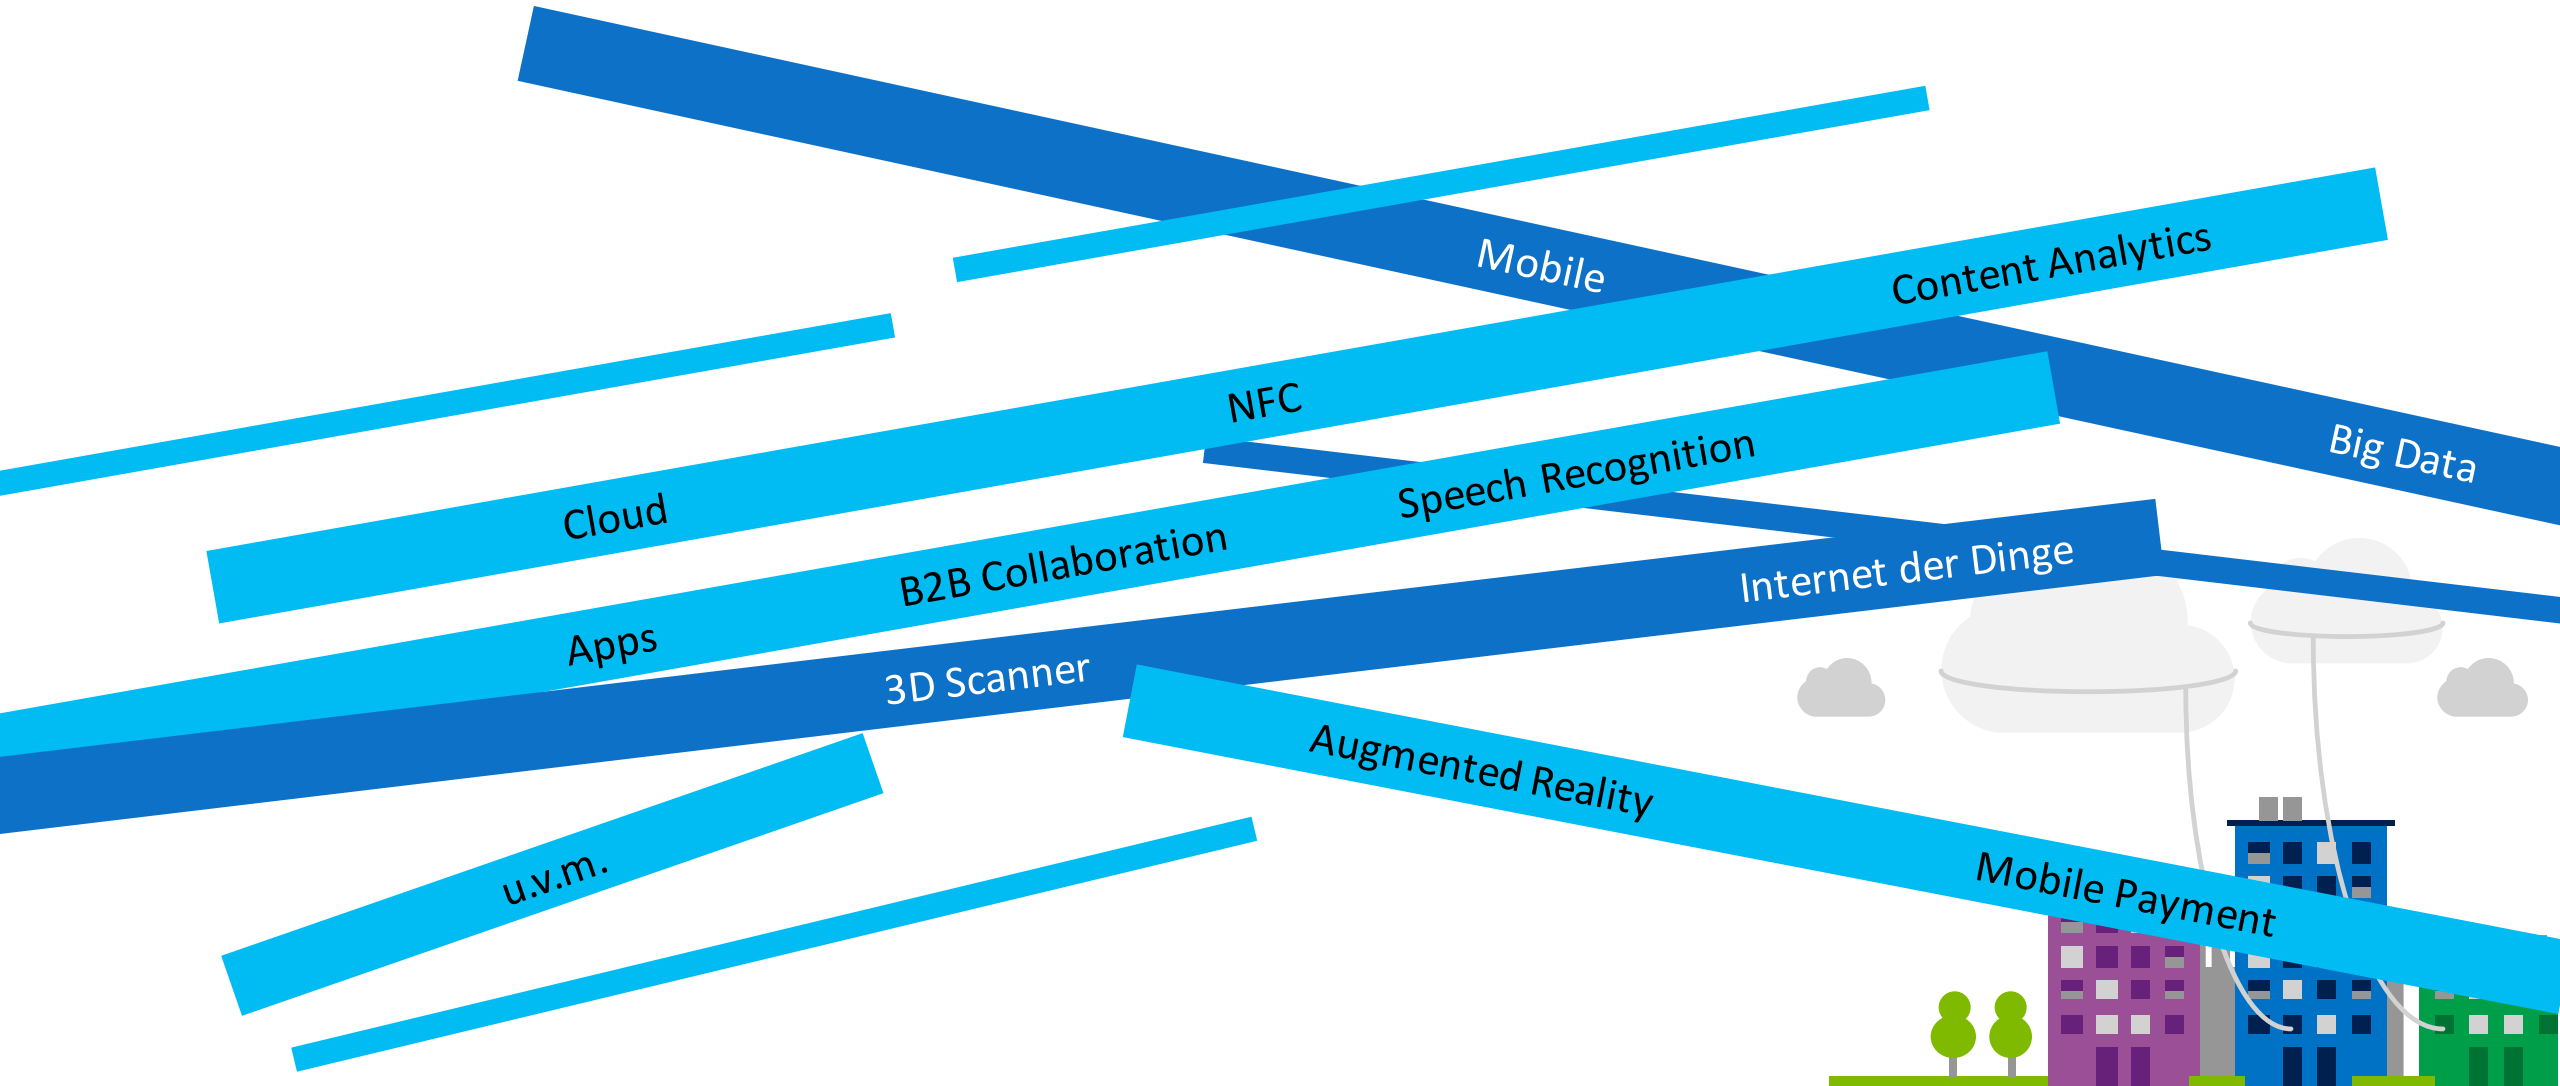 Mobile
Content Analytics
NFC
Big Data
Cloud
Speech Recognition
B2B Collaboration
Internet der Dinge
Apps
3D Scanner
Augmented Reality
u.v.m.
Mobile Payment